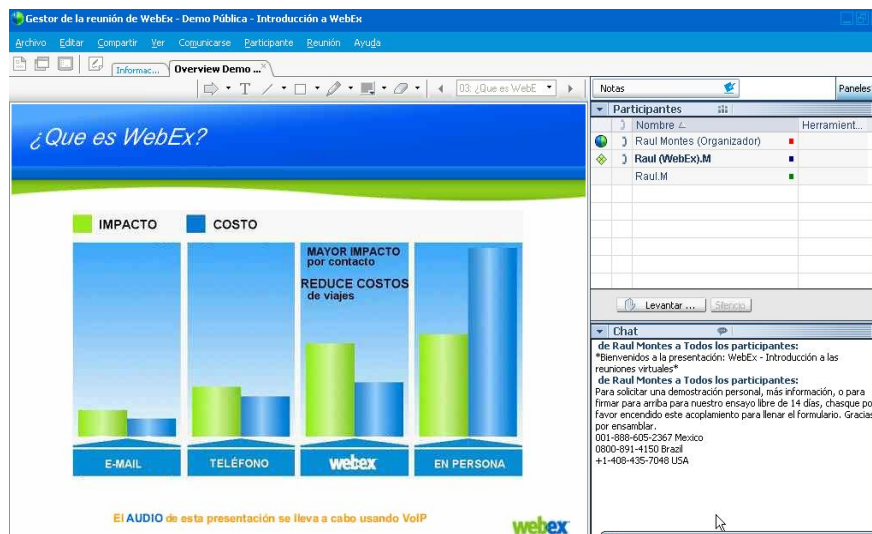 Gestor de la reunión de WebEx - Demo Pública - Introducción a WebEx
Archivo Editar Compartir Ver Comunicarse Participante Reunión Ayuda
Informac... Overview Demo ...
T 03: ¿Que es WebE
Notas Paneles
Participantes
Nombre Herramient...
Raul Montes (Organizador)
Raul (WebEx).M
Raul.M
Levantar ... Silencio
¿Que es WebEx?
IMPACTO COSTO
MAYOR IMPACTO
por contacto
REDUCE COSTOS
de viajes
E-MAIL TELÉFONO webex EN PERSONA
El AUDIO de esta presentación se lleva a cabo usando VoIP
webex
Chat
de Raul Montes a Todos los participantes:
*Bienvenidos a la presentación: WebEx - Introducción a las
reuniones virtuales*
de Raul Montes a Todos los participantes:
Para solicitar una demostración personal, más información, o para
firmar para arriba para nuestro ensayo libre de 14 días, chasque po
favor encendido este acoplamiento para llenar el formulario. Gracias
por ensamblar.
001-888-605-2367 Mexico
0800-891-4150 Brazil
+1-408-435-7048 USA